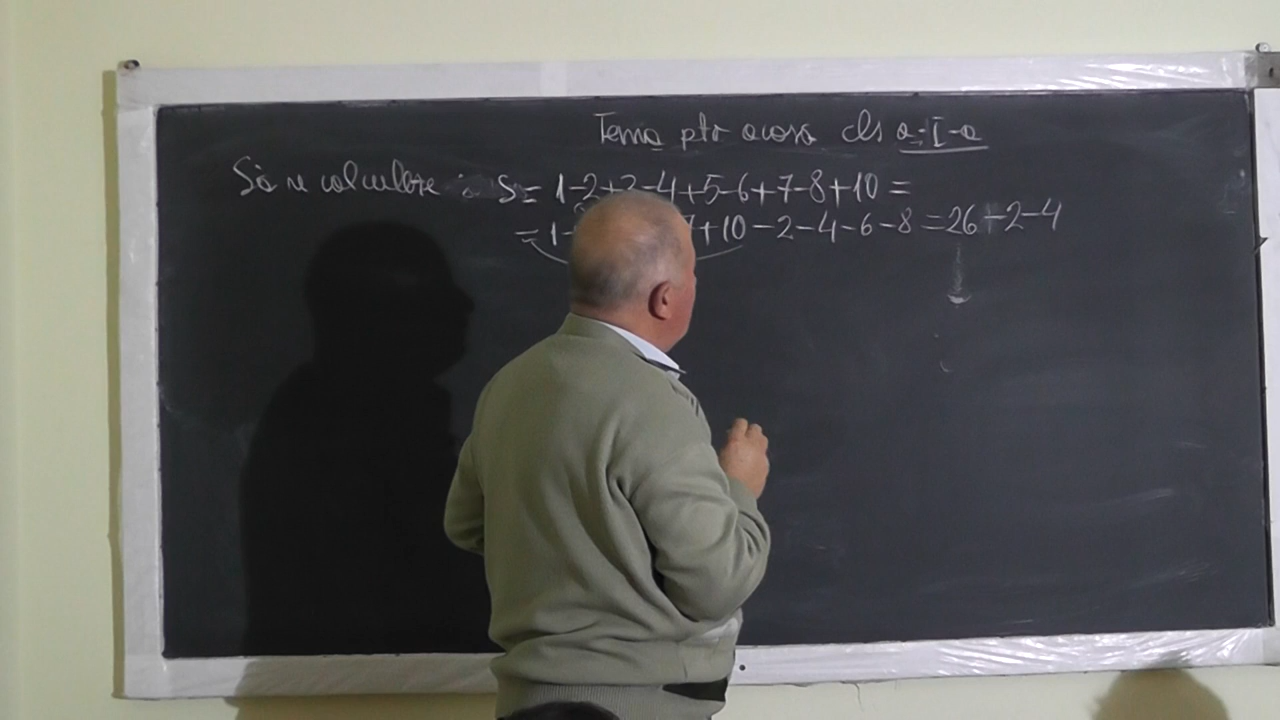 Tema ptr acasa cls a-I-a
Să se calculeze : S= 1-2+3-4+5-6+7-8+10 =
=1 7+10-2-4-6-8=26-2-4